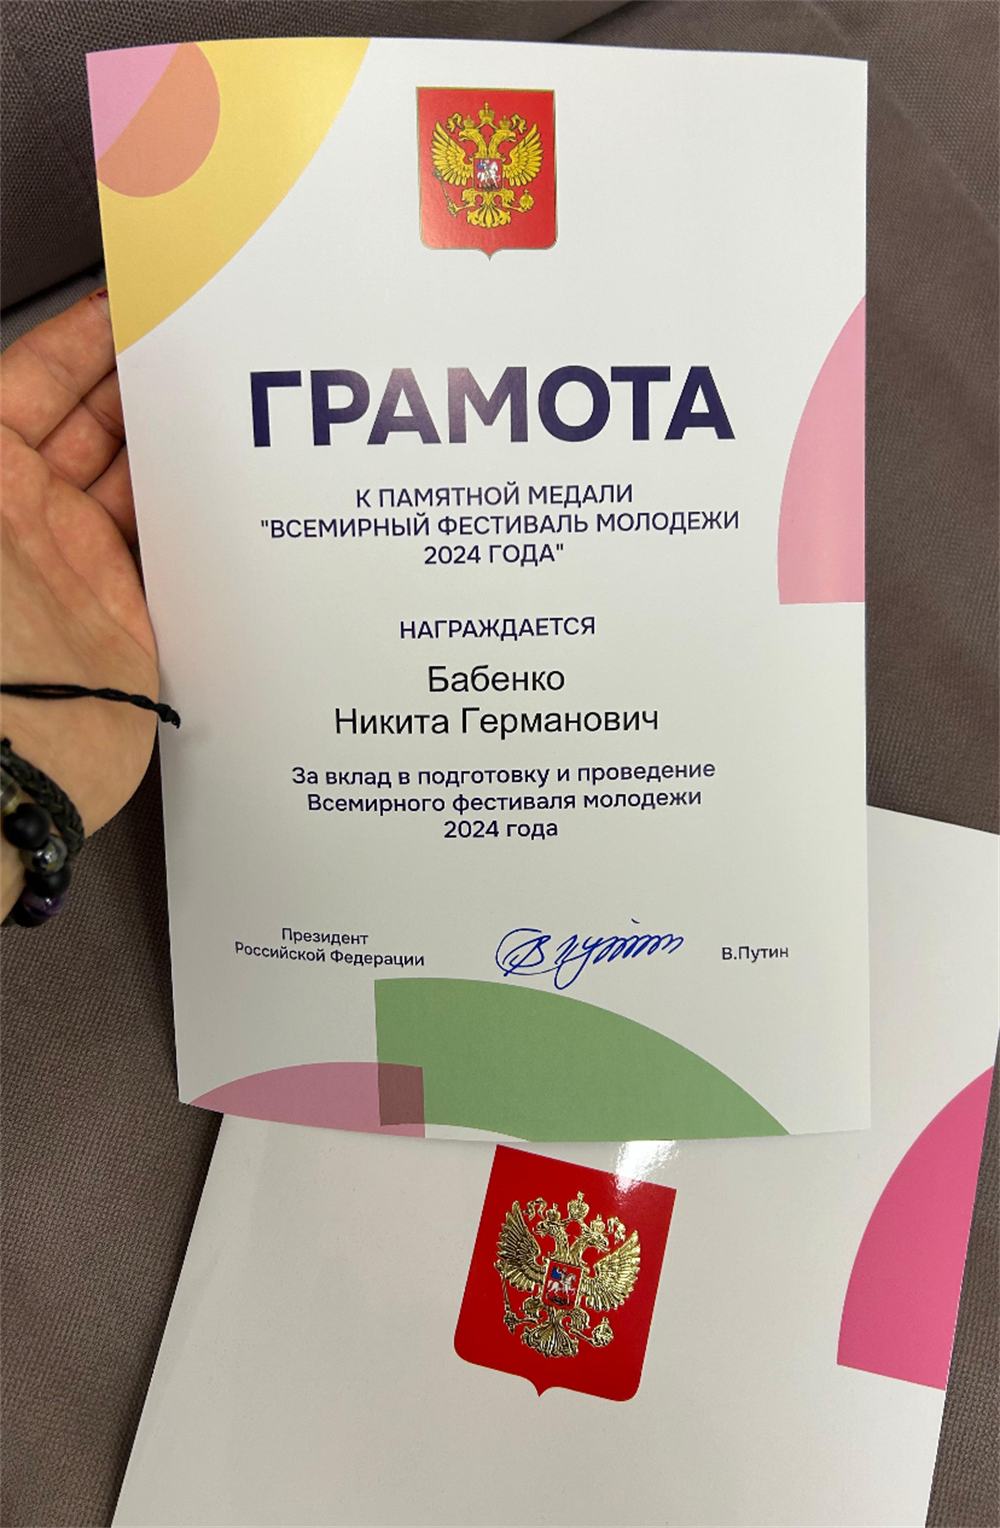 ГРАМОТА
К ПАМЯТНОЙ МЕДАЛИ
"ВСЕМИРНЫЙ ФЕСТИВАЛЬ МОЛОДЕЖИ
2024 ГОДА"
НАГРАЖДАЕТСЯ
Бабенко
Никита Германович
За вклад в подготовку и проведение
Всемирного фестиваля молодежи
2024 года
Президент
Российской Федерации
В.Путин